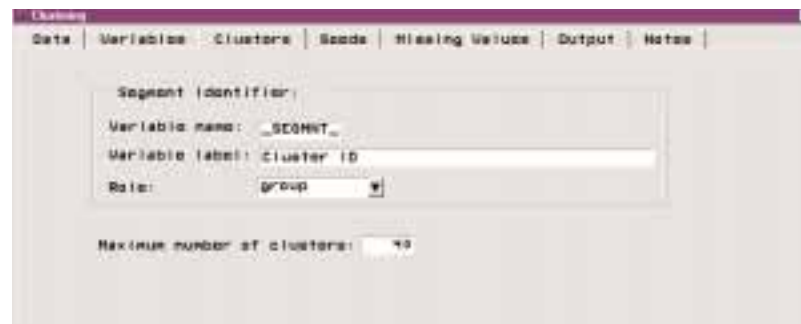 Clustering
Data | Variables | Clusters | Seeds | Missing Values | Output | Notes |
Segment Identifier:
Variable name: _SEGMNT_
Variable label: Cluster ID
Role: group
Maximum number of clusters: 40